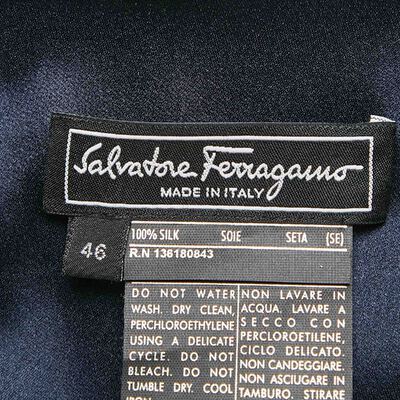 Salvatore Ferragamo
MADE IN ITALY
46
100% SILK SOIE SETA (SE)
R.N 136180843
DO NOT WATER
WASH. DRY CLEAN,
PERCHLOROETHYLENE
USING A DELICATE
CYCLE. DO NOT
BLEACH. DO NOT
TUMBLE DRY. COOL
IRON
NON LAVARE IN
ACQUA. LAVARE A
SECCO CON
PERCLOROETILENE,
CICLO DELICATO.
NON CANDEGGIARE.
NON ASCIUGARE IN
TAMBURO. STIRARE